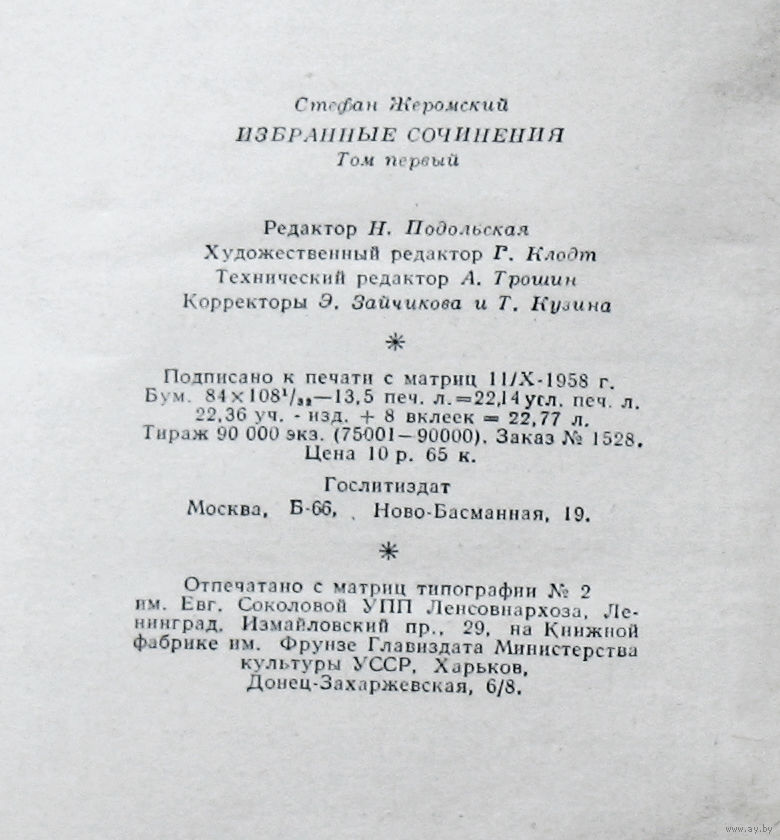 Стефан Жеромский
ИЗБРАННЫЕ СОЧИНЕНИЯ
Том первый
Редактор Н. Подольская
Художественный редактор Г. Клодт
Технический редактор А. Трошин
Корректоры Э. Зайчикова и Т. Кузина
*
Подписано к печати с матриц 11/X-1958 г.
Бум. 84×108¹/₃₂—13,5 печ. л.=22,14 усл. печ. л.
22,36 уч. - изд. + 8 вклеек = 22,77 л.
Тираж 90 000 экз. (75001—90000). Заказ № 1528.
Цена 10 р. 65 к.
Гослитиздат
Москва, Б-66, Ново-Басманная, 19.
*
Отпечатано с матриц типографии № 2
им. Евг. Соколовой УПП Ленсовнархоза, Ле-
нинград, Измайловский пр., 29, на Книжной
фабрике им. Фрунзе Главиздата Министерства
культуры УССР, Харьков,
Донец-Захаржевская, 6/8.
www.ay.by